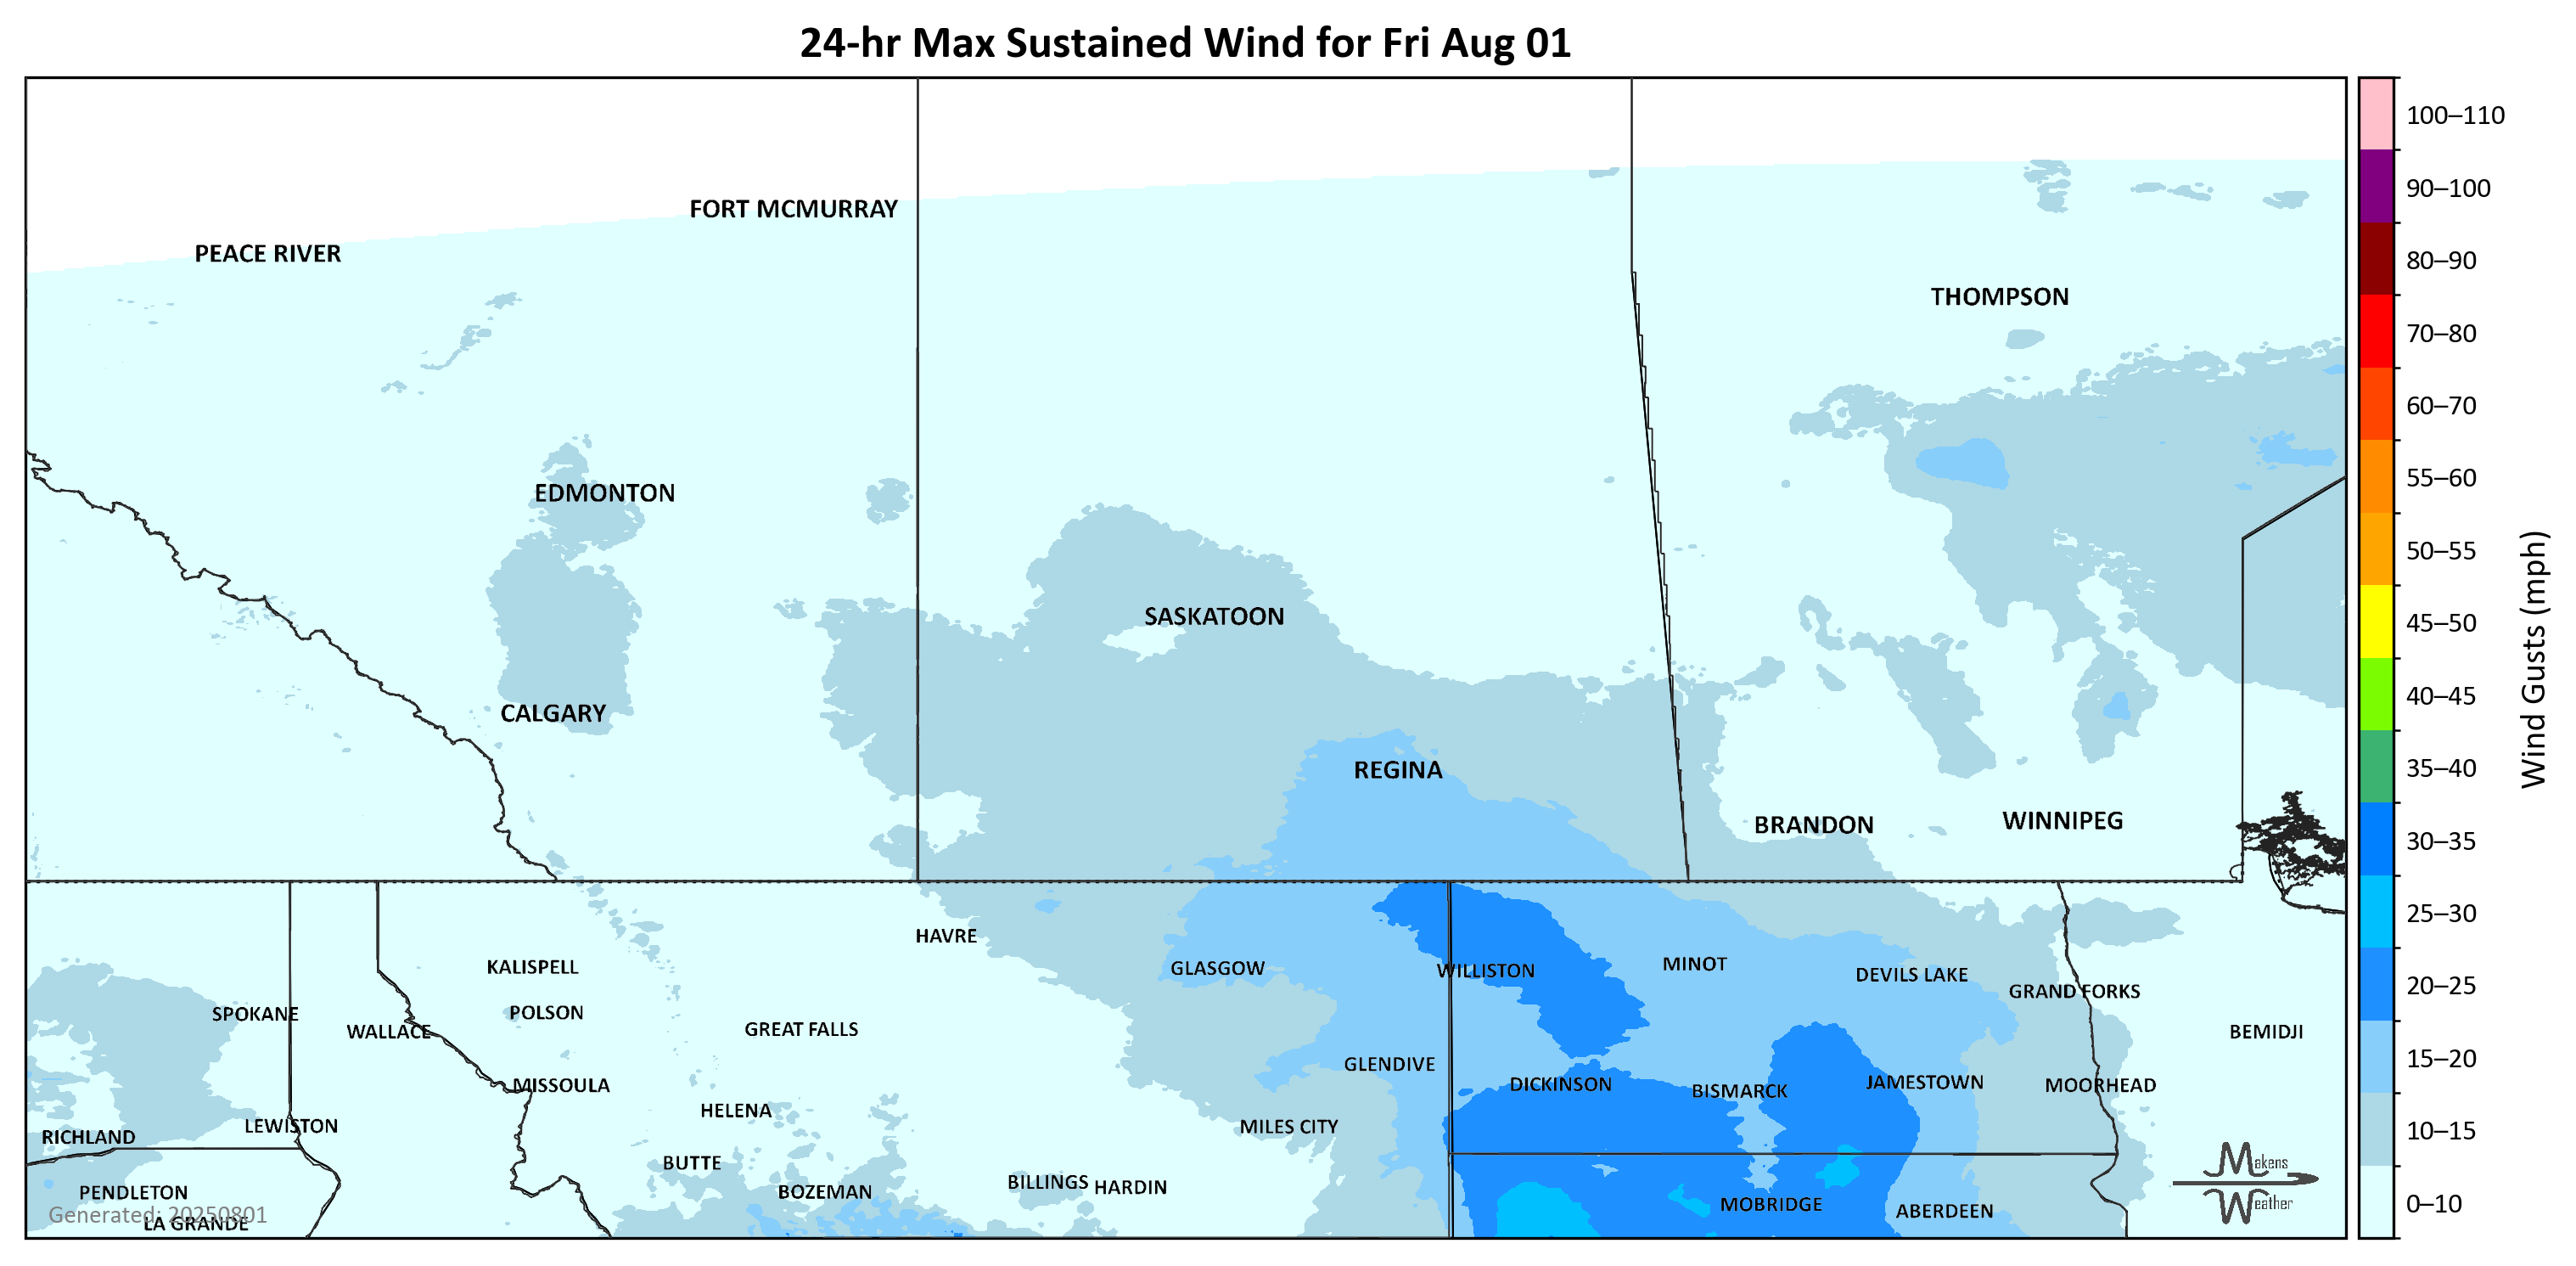 24-hr Max Sustained Wind for Fri Aug 01
100–110
90–100
80–90
70–80
60–70
55–60
50–55
45–50
40–45
35–40
30–35
25–30
20–25
15–20
10–15
0–10
Wind Gusts (mph)
FORT MCMURRAY
PEACE RIVER
THOMPSON
EDMONTON
SASKATOON
CALGARY
REGINA
BRANDON
WINNIPEG
HAVRE
KALISPELL
GLASGOW
WILLISTON
MINOT
DEVILS LAKE
GRAND FORKS
SPOKANE
POLSON
WALLACE
GREAT FALLS
BEMIDJI
GLENDIVE
MISSOULA
DICKINSON
BISMARCK
JAMESTOWN
MOORHEAD
HELENA
LEWISTON
MILES CITY
RICHLAND
BUTTE
BILLINGS
HARDIN
PENDLETON
BOZEMAN
MOBRIDGE
ABERDEEN
LA GRANDE
Generated: 20250801
Makens
Weather